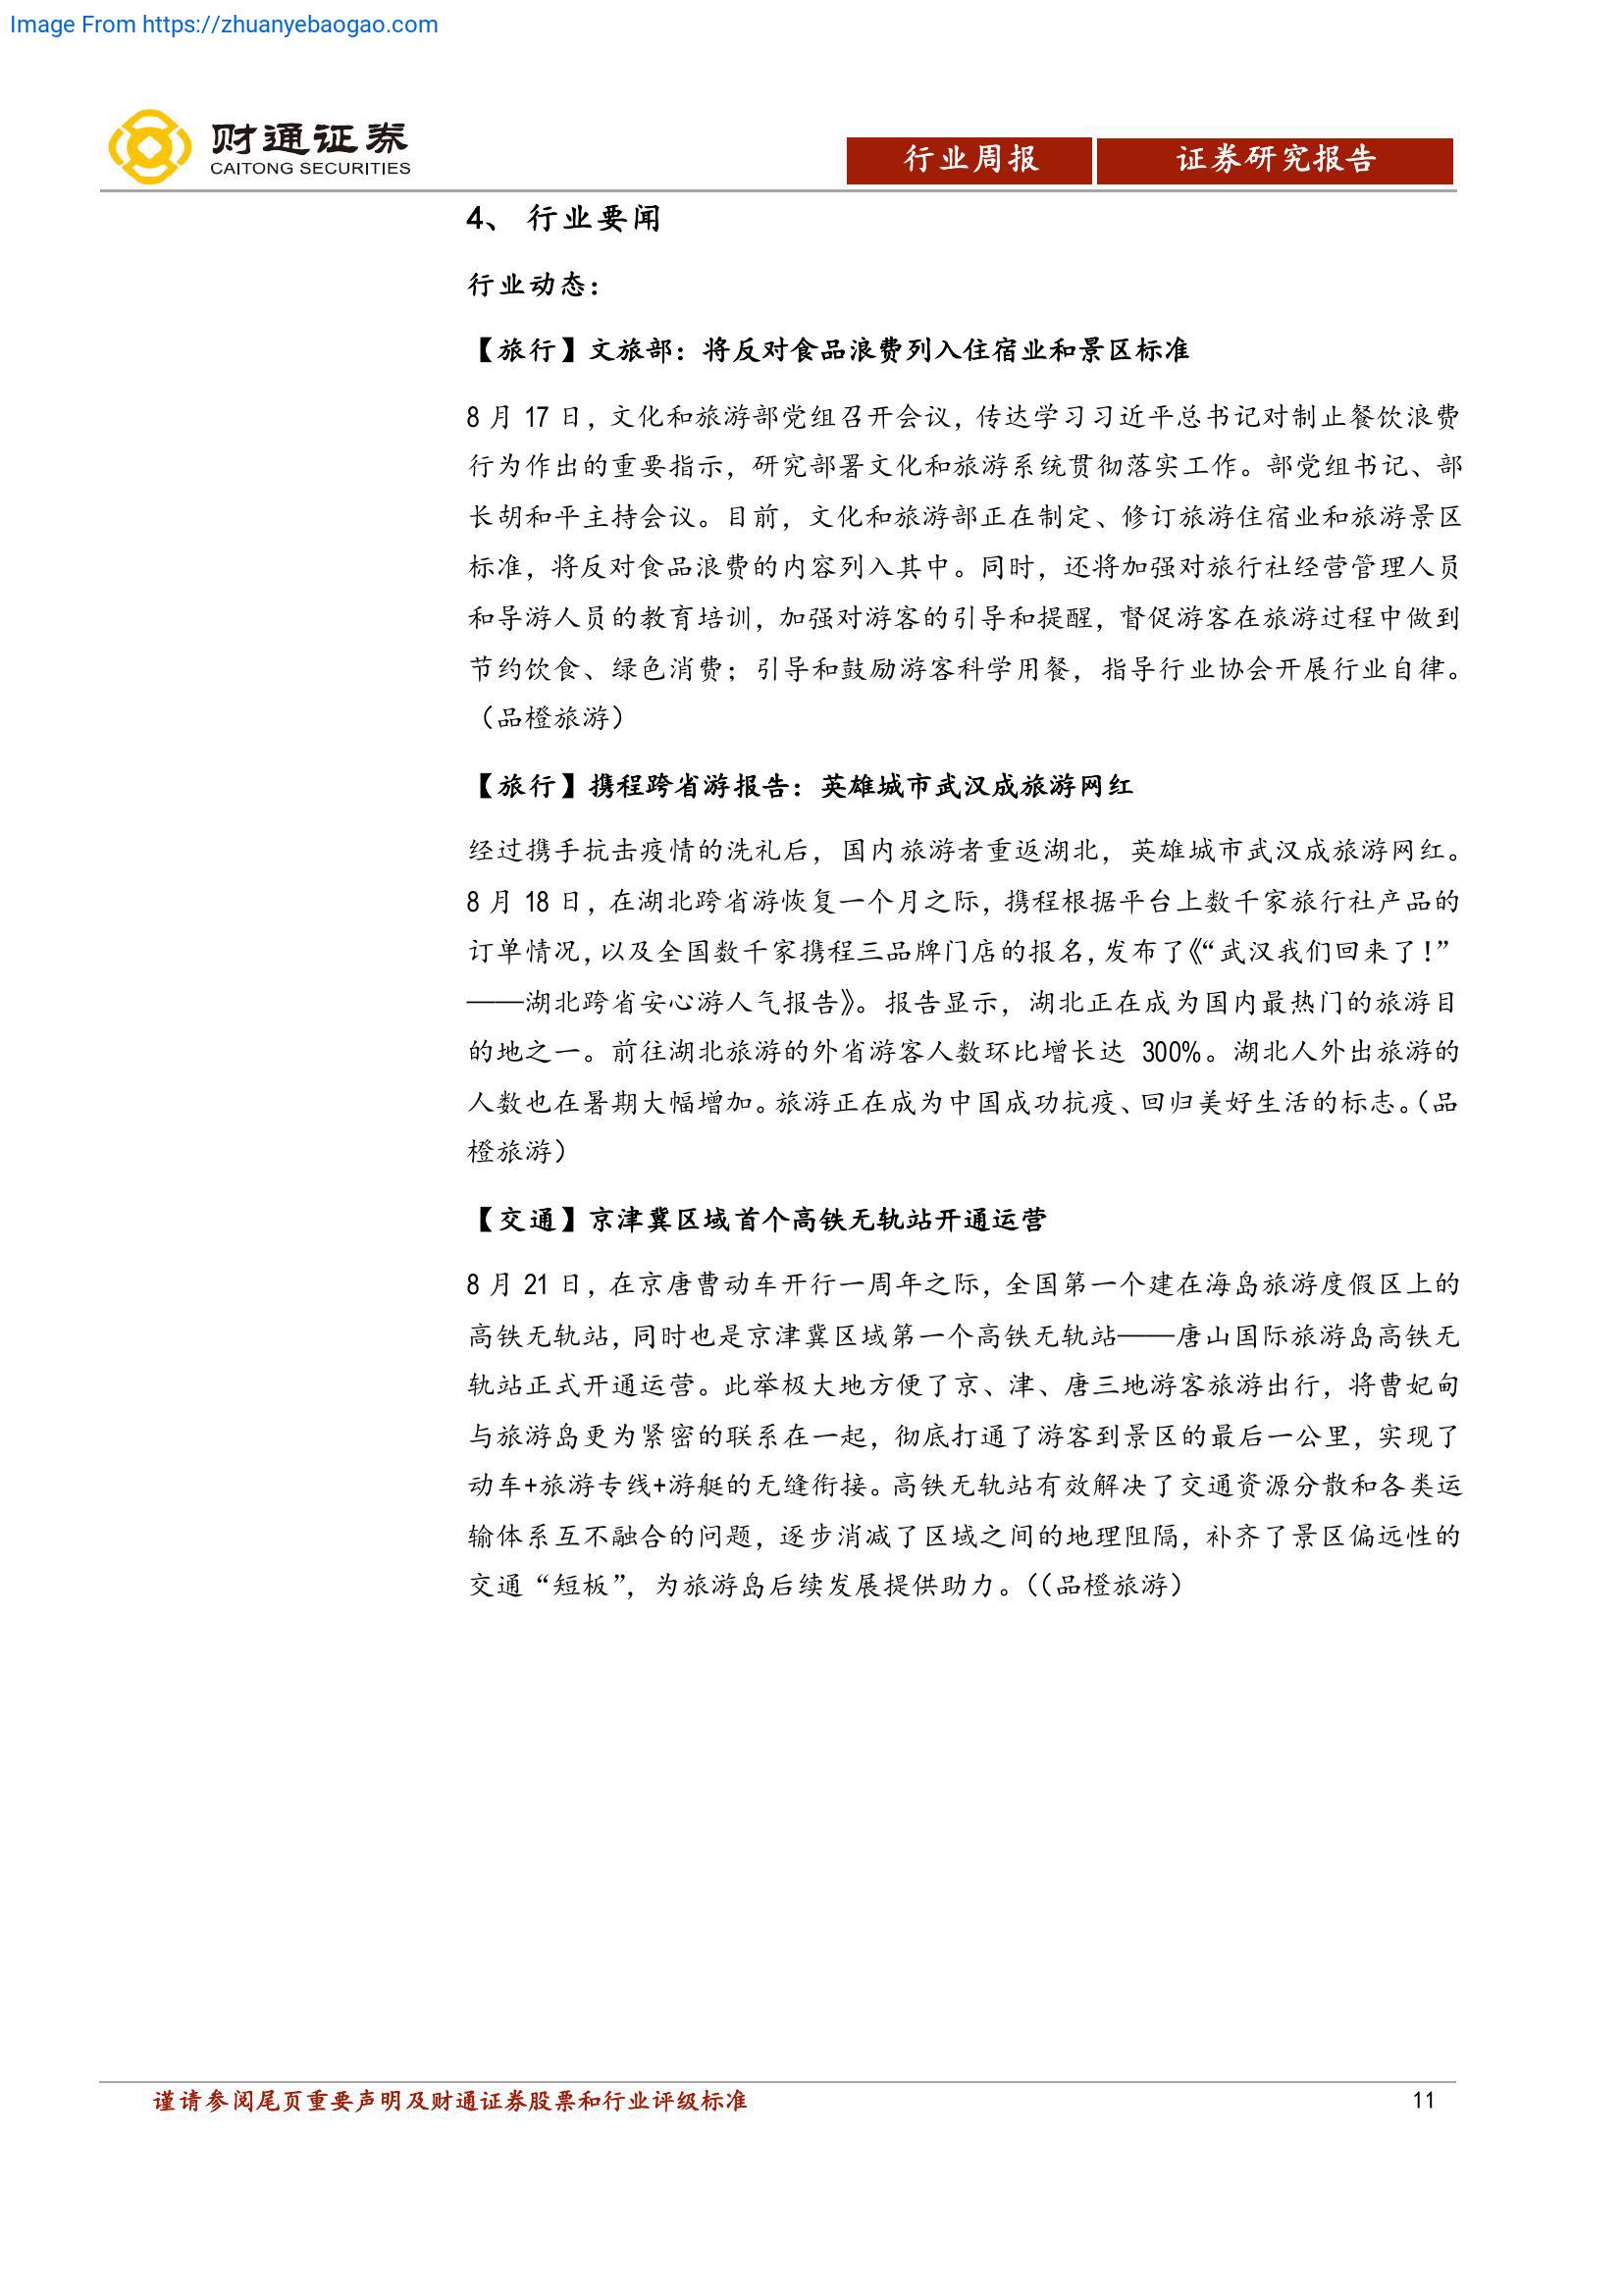 Image From https://zhuanyebaogao.com
财通证券
CAITONG SECURITIES
行业周报
证券研究报告
4、 行业要闻
行业动态：
【旅行】文旅部：将反对食品浪费列入住宿业和景区标准
8 月 17 日，文化和旅游部党组召开会议，传达学习习近平总书记对制止餐饮浪费
行为作出的重要指示，研究部署文化和旅游系统贯彻落实工作。部党组书记、部
长胡和平主持会议。目前，文化和旅游部正在制定、修订旅游住宿业和旅游景区
标准，将反对食品浪费的内容列入其中。同时，还将加强对旅行社经营管理人员
和导游人员的教育培训，加强对游客的引导和提醒，督促游客在旅游过程中做到
节约饮食、绿色消费；引导和鼓励游客科学用餐，指导行业协会开展行业自律。
（品橙旅游）
【旅行】携程跨省游报告：英雄城市武汉成旅游网红
经过携手抗击疫情的洗礼后，国内旅游者重返湖北，英雄城市武汉成旅游网红。
8 月 18 日，在湖北跨省游恢复一个月之际，携程根据平台上数千家旅行社产品的
订单情况，以及全国数千家携程三品牌门店的报名，发布了《“武汉我们回来了！”
——湖北跨省安心游人气报告》。报告显示，湖北正在成为国内最热门的旅游目
的地之一。前往湖北旅游的外省游客人数环比增长达 300%。湖北人外出旅游的
人数也在暑期大幅增加。旅游正在成为中国成功抗疫、回归美好生活的标志。（品
橙旅游）
【交通】京津冀区域首个高铁无轨站开通运营
8 月 21 日，在京唐曹动车开行一周年之际，全国第一个建在海岛旅游度假区上的
高铁无轨站，同时也是京津冀区域第一个高铁无轨站——唐山国际旅游岛高铁无
轨站正式开通运营。此举极大地方便了京、津、唐三地游客旅游出行，将曹妃甸
与旅游岛更为紧密的联系在一起，彻底打通了游客到景区的最后一公里，实现了
动车+旅游专线+游艇的无缝衔接。高铁无轨站有效解决了交通资源分散和各类运
输体系互不融合的问题，逐步消减了区域之间的地理阻隔，补齐了景区偏远性的
交通“短板”，为旅游岛后续发展提供助力。（（品橙旅游）
谨请参阅尾页重要声明及财通证券股票和行业评级标准
11